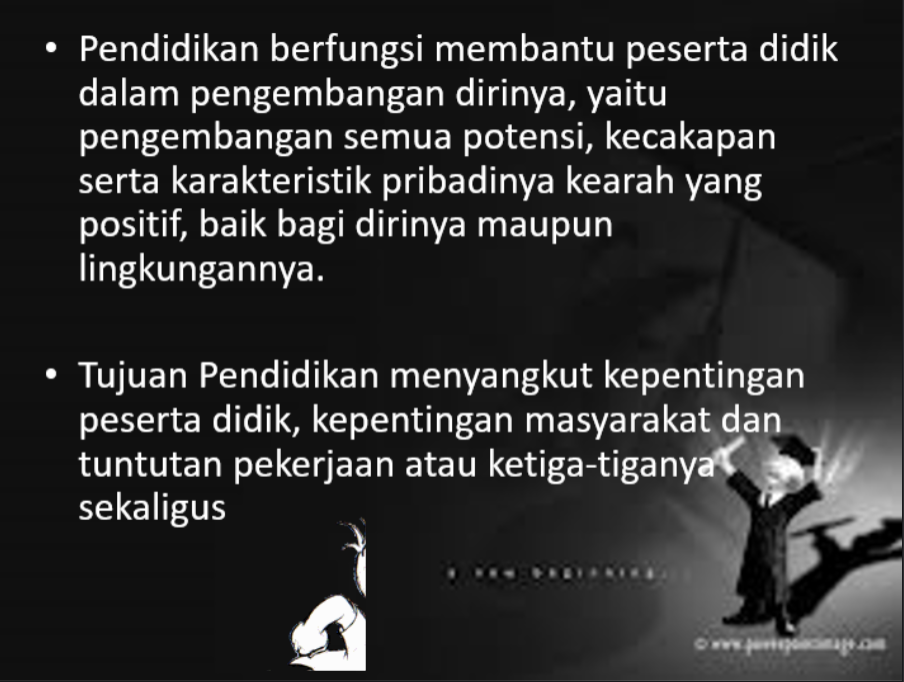 • Pendidikan berfungsi membantu peserta didik
dalam pengembangan dirinya, yaitu
pengembangan semua potensi, kecakapan
serta karakteristik pribadinya kearah yang
positif, baik bagi dirinya maupun
lingkungannya.
• Tujuan Pendidikan menyangkut kepentingan
peserta didik, kepentingan masyarakat dan
tuntutan pekerjaan atau ketiga-tiganya
sekaligus
a new beginning...